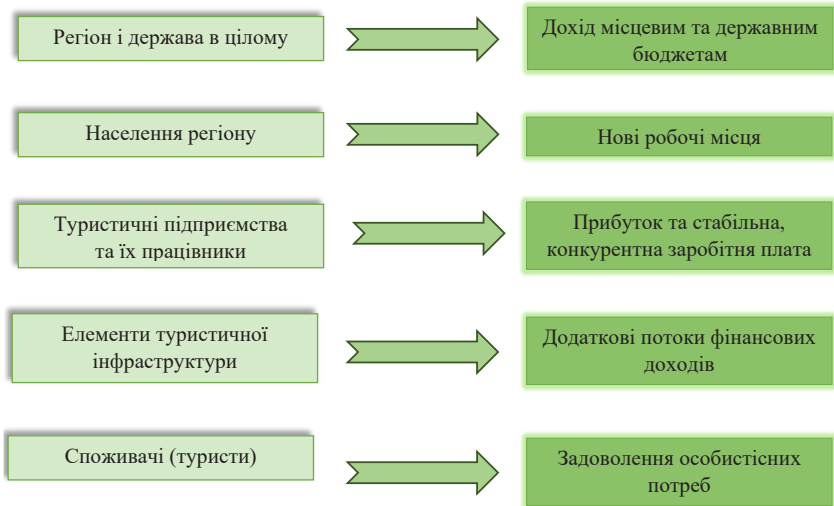 Регіон і держава в цілому
Дохід місцевим та державним
бюджетам
Населення регіону
Нові робочі місця
Туристичні підприємства
та їх працівники
Прибуток та стабільна,
конкурентна заробітня плата
Елементи туристичної
інфраструктури
Додаткові потоки фінансових
доходів
Споживачі (туристи)
Задоволення особистісних
потреб